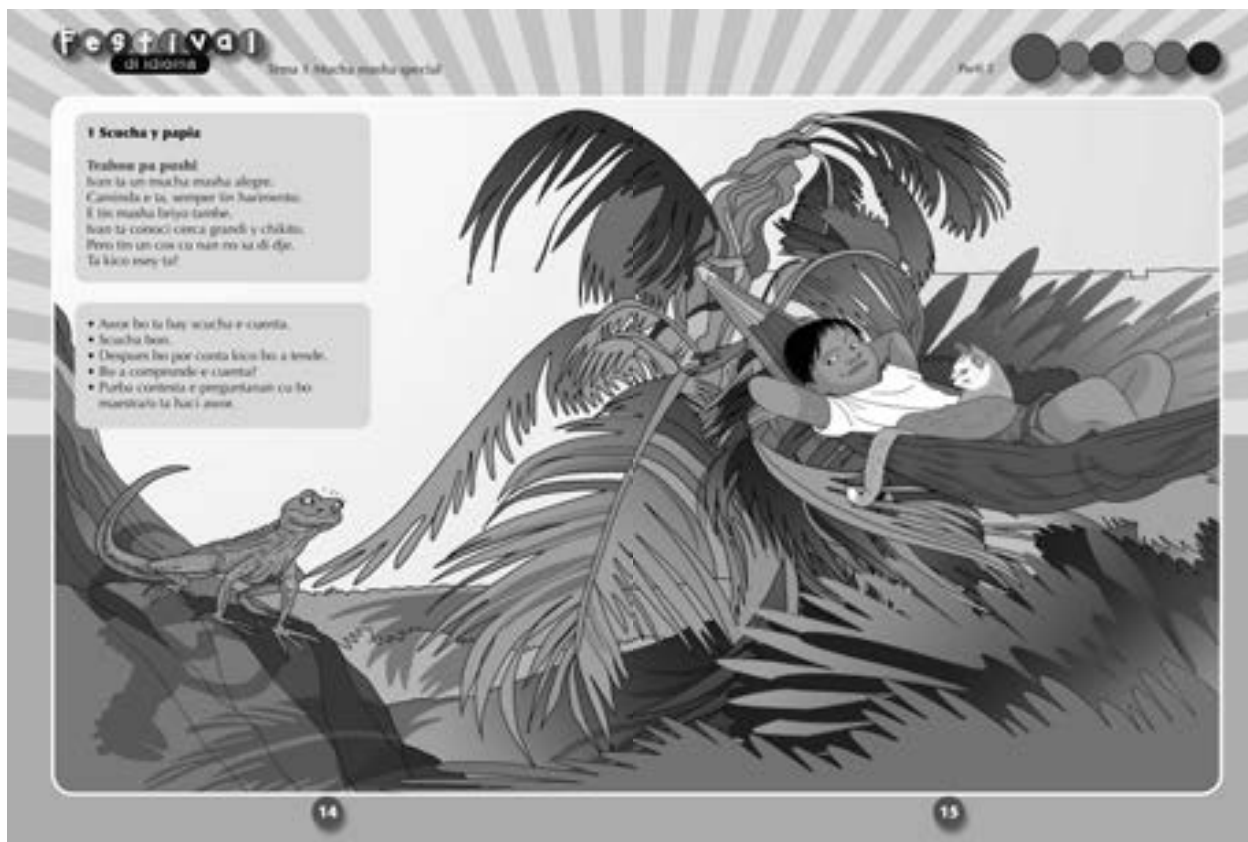 Festival
di idioma
Tema 1 Mucha masha special
Parti 2
1 Scucha y papia
Trabou pa pushi
Ivan ta un mucha masha alegre.
Caminda e ta, semper tin harimento.
E tin masha briyo tambe.
Ivan ta conoci cerca grandi y chikito.
Pero tin un cos cu nan no sa di dje.
Ta kico esey ta?
• Awor bo ta bay scucha e cuenta.
• Scucha bon.
• Despues bo por conta kico bo a tende.
• Bo a comprende e cuenta?
• Purba contesta e preguntanan cu bo
maestra/o ta haci awor.
14
15